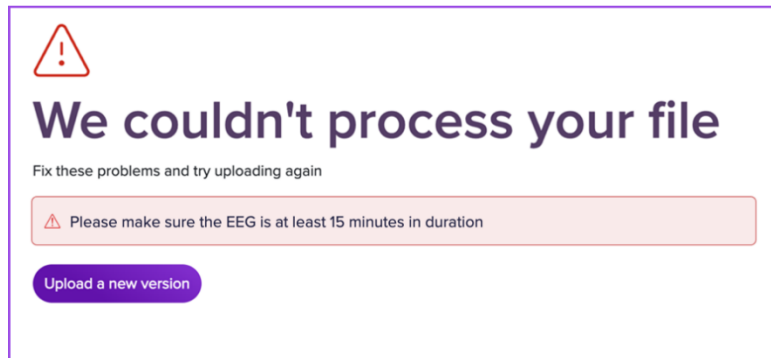 We couldn't process your file
Fix these problems and try uploading again
Please make sure the EEG is at least 15 minutes in duration
Upload a new version